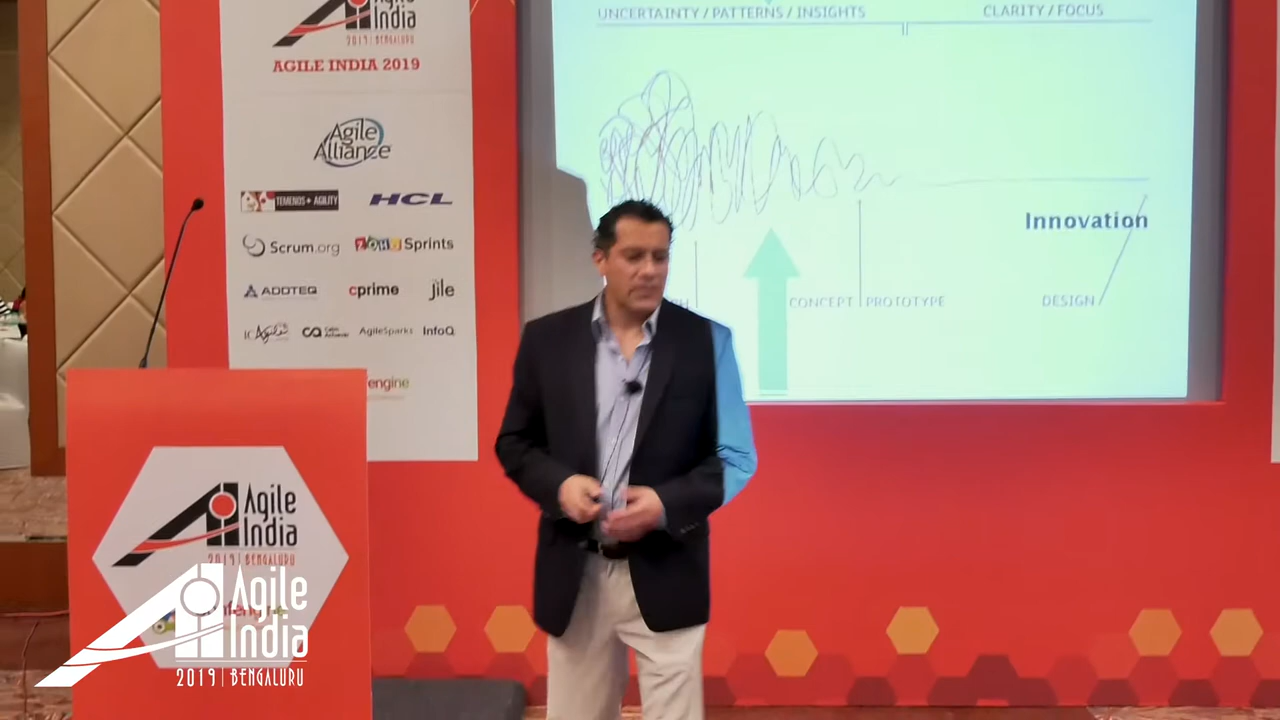 Agile
India
2019 | BENGALURU
AGILE INDIA 2019
Agile
Alliance
TEMENOS + AGILITY
HCL
Scrum.org
ZOHO Sprints
ADDTEQ
cprime
jile
ICAgile
CA
AgileSparks
InfoQ
engine
UNCERTAINTY / PATTERNS / INSIGHTS
CLARITY / FOCUS
Innovation
CONCEPT
PROTOTYPE
DESIGN
Agile
India
2019 | BENGALURU
Agile
India
2019 | BENGALURU